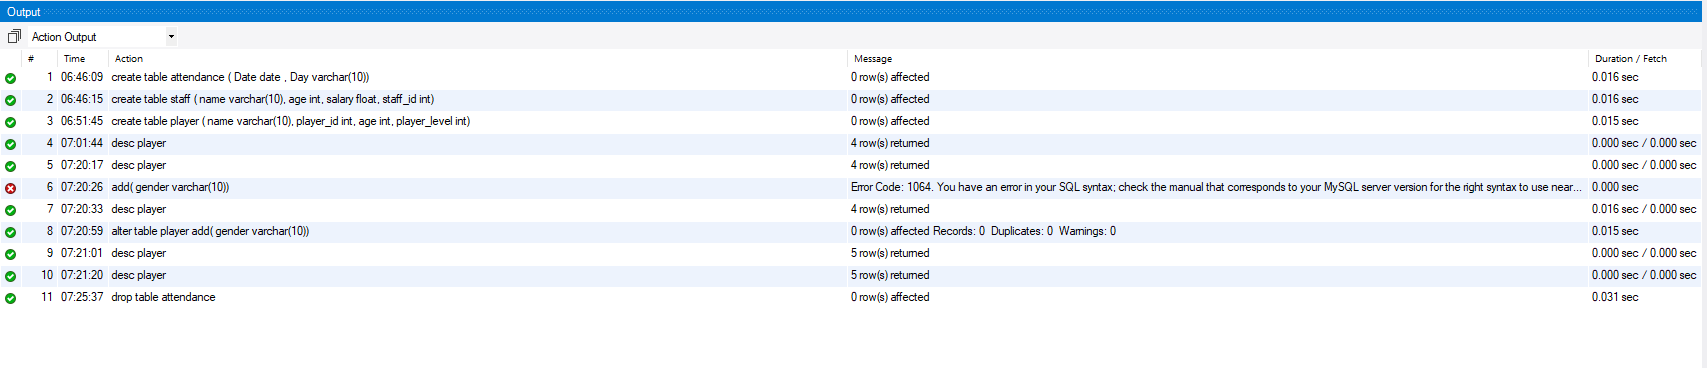 Output
Action Output
# Time Action Message Duration / Fetch
1 06:46:09 create table attendance ( Date date , Day varchar(10)) 0 row(s) affected 0.016 sec
2 06:46:15 create table staff ( name varchar(10), age int, salary float, staff_id int) 0 row(s) affected 0.016 sec
3 06:51:45 create table player ( name varchar(10), player_id int, age int, player_level int) 0 row(s) affected 0.015 sec
4 07:01:44 desc player 4 row(s) returned 0.000 sec / 0.000 sec
5 07:20:17 desc player 4 row(s) returned 0.000 sec / 0.000 sec
6 07:20:26 add( gender varchar(10)) Error Code: 1064. You have an error in your SQL syntax; check the manual that corresponds to your MySQL server version for the right syntax to use near... 0.000 sec
7 07:20:33 desc player 4 row(s) returned 0.016 sec / 0.000 sec
8 07:20:59 alter table player add( gender varchar(10)) 0 row(s) affected Records: 0 Duplicates: 0 Warnings: 0 0.015 sec
9 07:21:01 desc player 5 row(s) returned 0.000 sec / 0.000 sec
10 07:21:20 desc player 5 row(s) returned 0.000 sec / 0.000 sec
11 07:25:37 drop table attendance 0 row(s) affected 0.031 sec